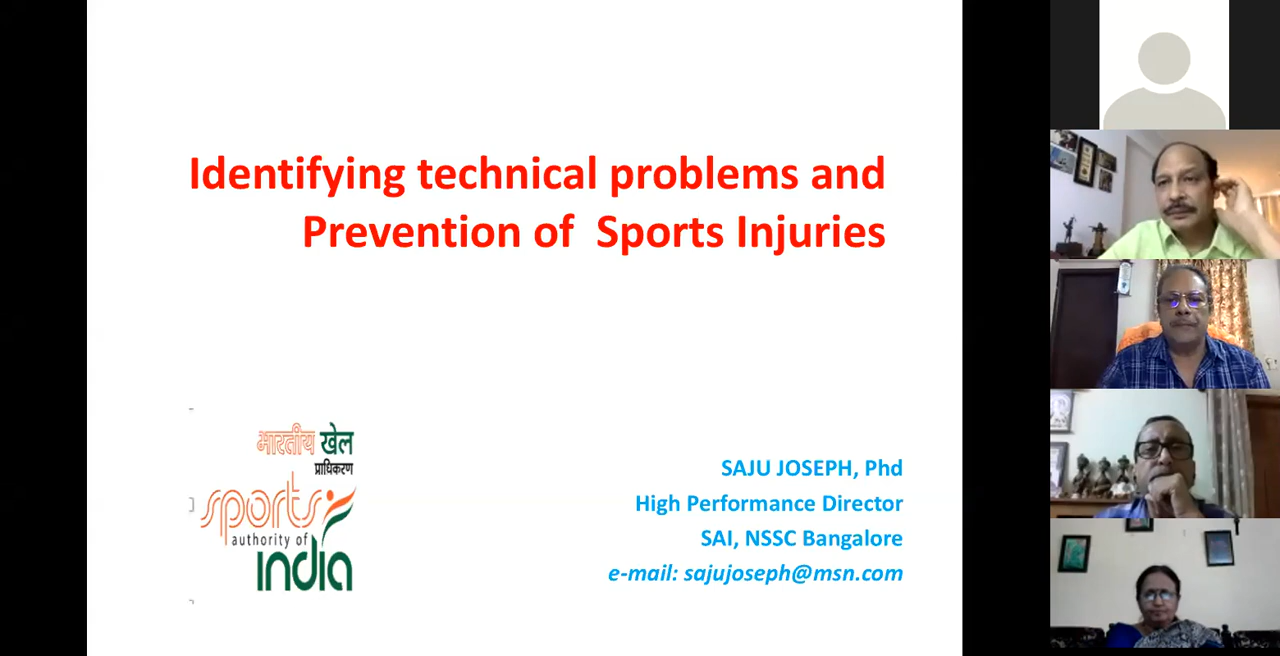 Identifying technical problems and
Prevention of  Sports Injuries
भारतीय खेल
प्राधिकरण
sports
authority of
india
SAJU JOSEPH, Phd
High Performance Director
SAI, NSSC Bangalore
e-mail: sajujoseph@msn.com